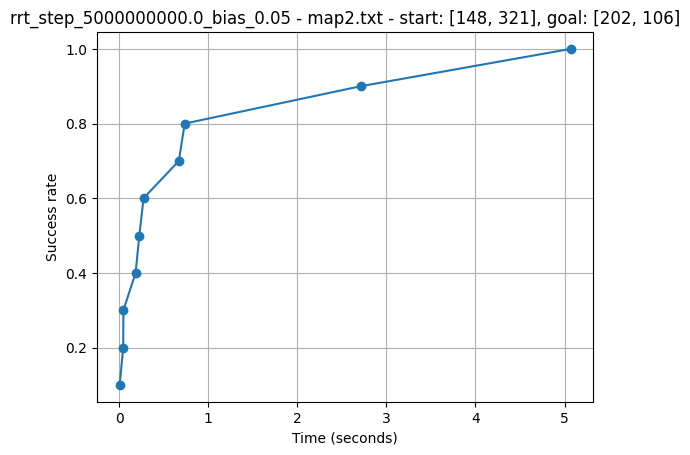 rrt_step_5000000000.0_bias_0.05 - map2.txt - start: [148, 321], goal: [202, 106]
1.0
0.8
0.6
0.4
0.2
Success rate
0 1 2 3 4 5
Time (seconds)